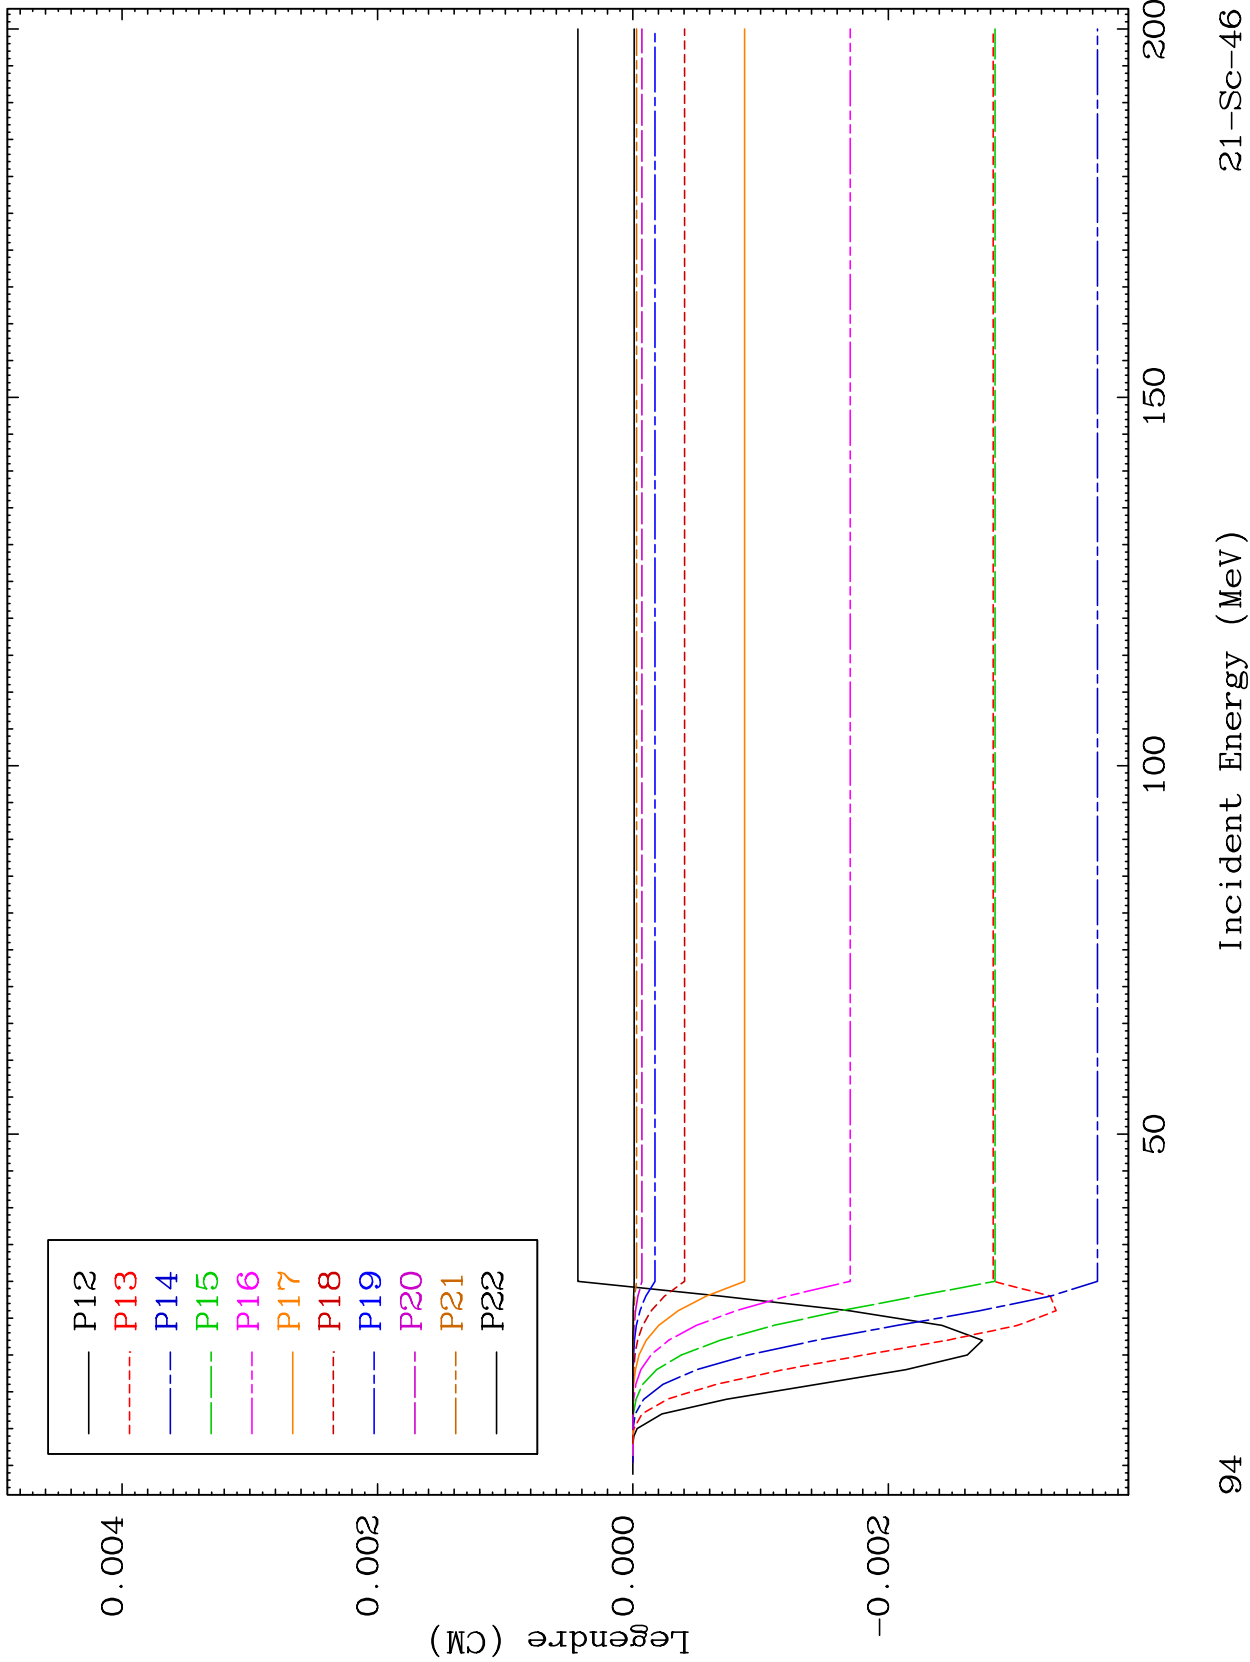 P12
P13
P14
P15
P16
P17
P18
P19
P20
P21
P22
0.004
0.002
0.000
-0.002
Legendre (CM)
50
100
150
200
Incident Energy (MeV)
94
21-Sc-46